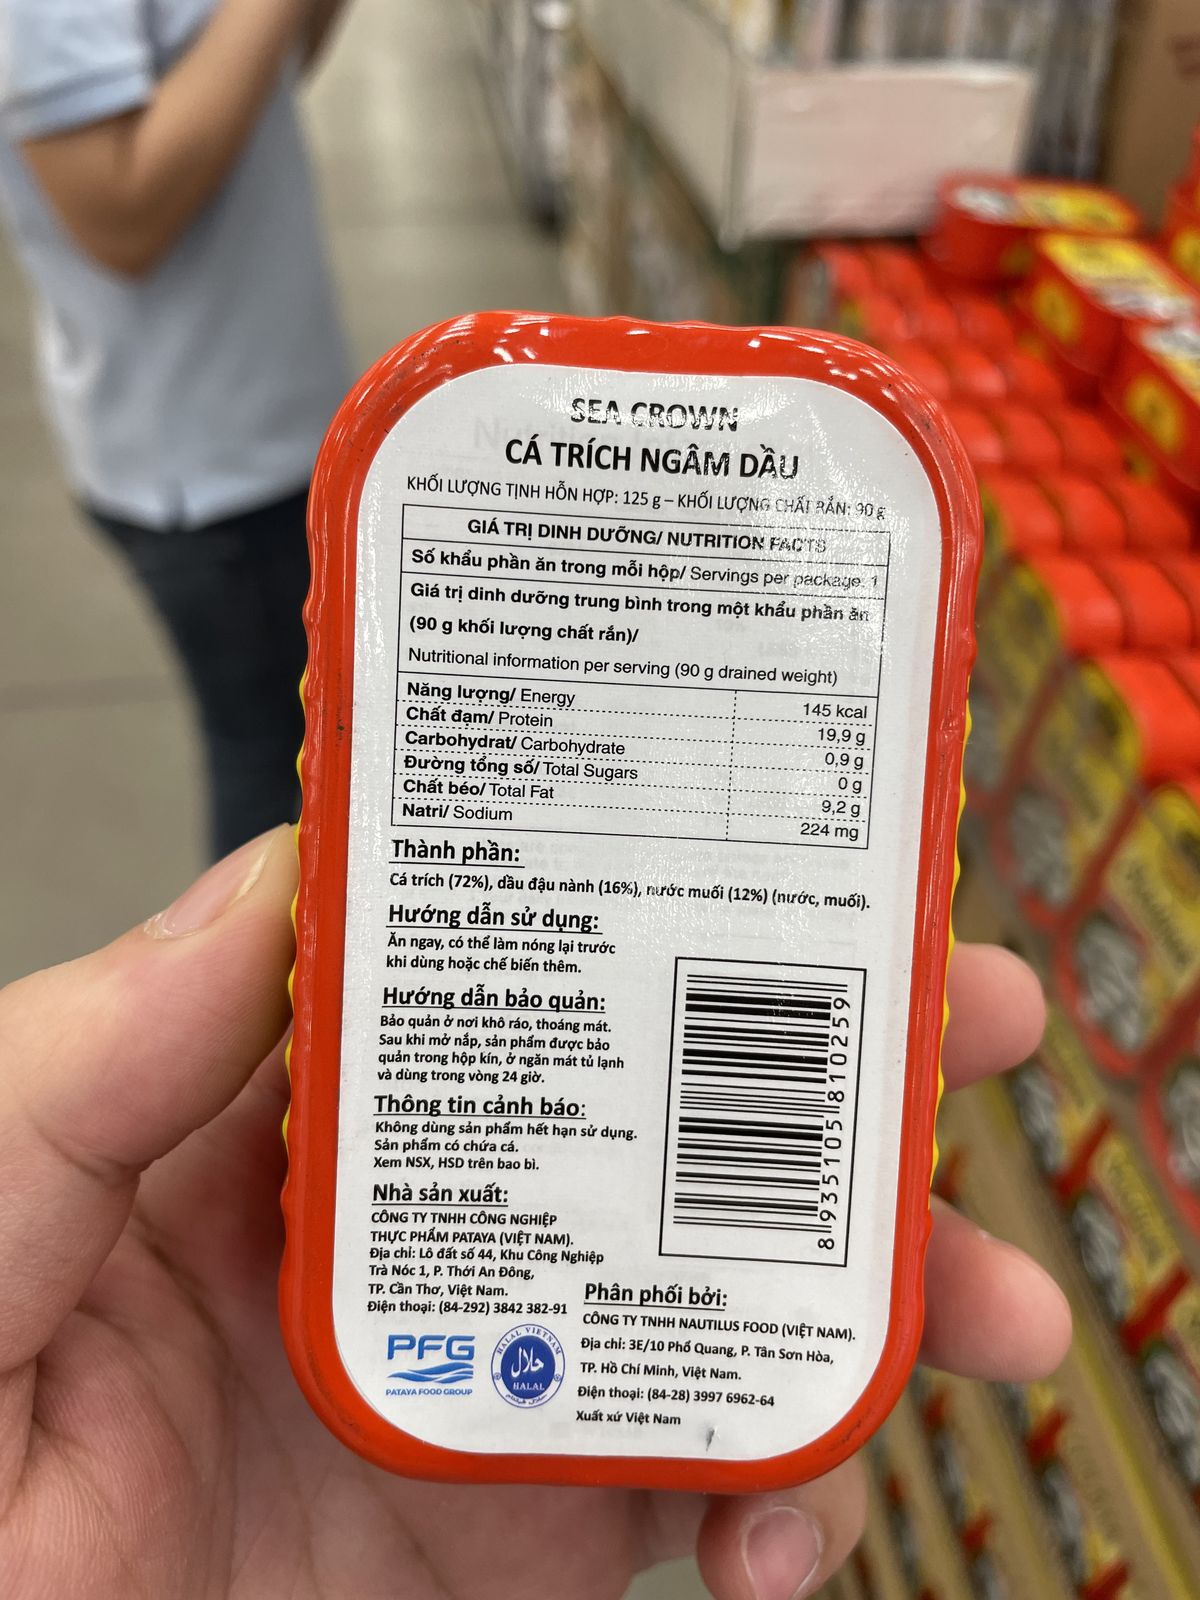 SEA CROWN
CÁ TRÍCH NGÂM DẦU
KHỐI LƯỢNG TỊNH HỖN HỢP: 125 g – KHỐI LƯỢNG CHẤT RẮN: 90 g
GIÁ TRỊ DINH DƯỠNG/ NUTRITION FACTS
Số khẩu phần ăn trong mỗi hộp/ Servings per package: 1
Giá trị dinh dưỡng trung bình trong một khẩu phần ăn
(90 g khối lượng chất rắn)/
Nutritional information per serving (90 g drained weight)
Năng lượng/ Energy 145 kcal
Chất đạm/ Protein 19,9 g
Carbohydrat/ Carbohydrate 0,9 g
Đường tổng số/ Total Sugars 0 g
Chất béo/ Total Fat 9,2 g
Natri/ Sodium 224 mg
Thành phần:
Cá trích (72%), dầu đậu nành (16%), nước muối (12%) (nước, muối).
Hướng dẫn sử dụng:
Ăn ngay, có thể làm nóng lại trước
khi dùng hoặc chế biến thêm.
Hướng dẫn bảo quản:
Bảo quản ở nơi khô ráo, thoáng mát.
Sau khi mở nắp, sản phẩm được bảo
quản trong hộp kín, ở ngăn mát tủ lạnh
và dùng trong vòng 24 giờ.
Thông tin cảnh báo:
Không dùng sản phẩm hết hạn sử dụng.
Sản phẩm có chứa cá.
Xem NSX, HSD trên bao bì.
Nhà sản xuất:
CÔNG TY TNHH CÔNG NGHIỆP
THỰC PHẨM PATAYA (VIỆT NAM).
Địa chỉ: Lô đất số 44, Khu Công Nghiệp
Trà Nóc 1, P. Thới An Đông,
TP. Cần Thơ, Việt Nam.
Điện thoại: (84-292) 3842 382-91
PFG
PATAYA FOOD GROUP
HALAL VIETNAM
حلال
HALAL
8 935105 810259
Phân phối bởi:
CÔNG TY TNHH NAUTILUS FOOD (VIỆT NAM).
Địa chỉ: 3E/10 Phổ Quang, P. Tân Sơn Hòa,
TP. Hồ Chí Minh, Việt Nam.
Điện thoại: (84-28) 3997 6962-64
Xuất xứ Việt Nam